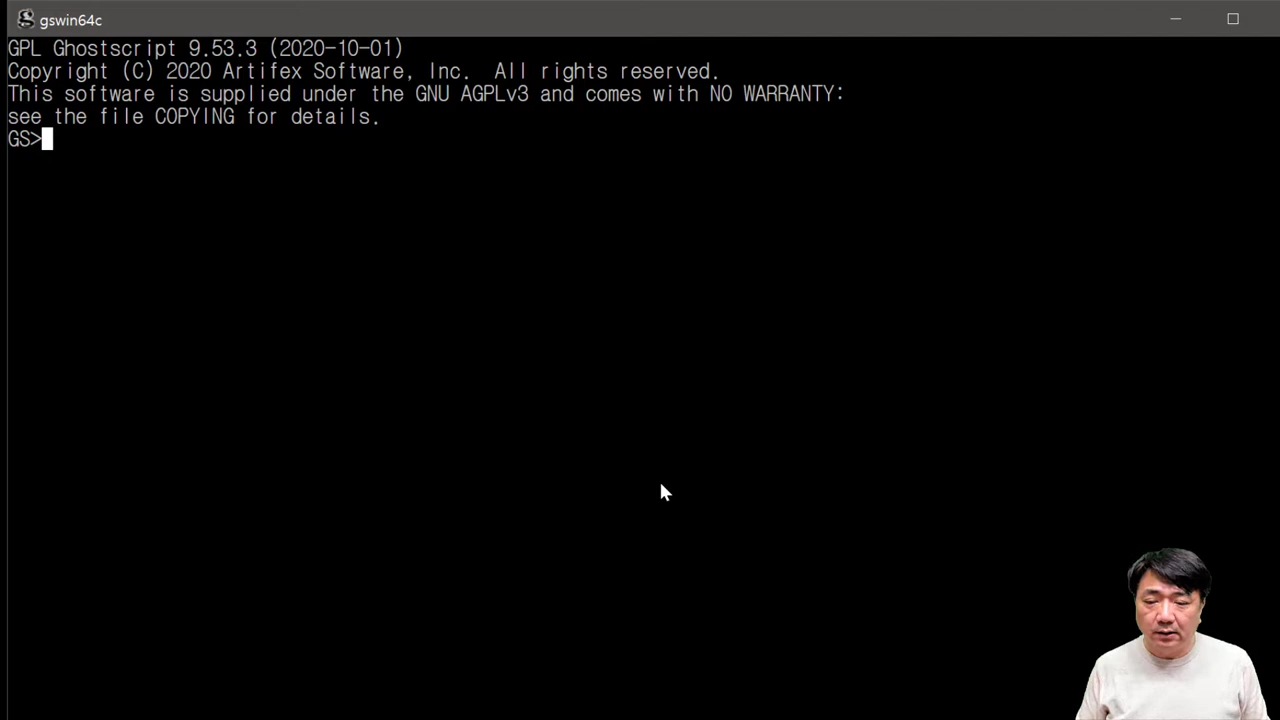 gswin64c
GPL Ghostscript 9.53.3 (2020-10-01)
Copyright (C) 2020 Artifex Software, Inc.  All rights reserved.
This software is supplied under the GNU AGPLv3 and comes with NO WARRANTY:
see the file COPYING for details.
GS>